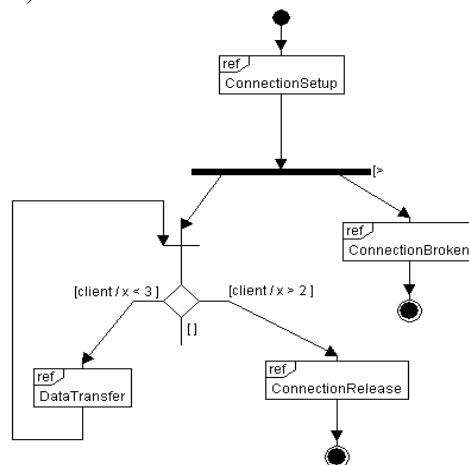 )
ref
ConnectionSetup
[>
ref
ConnectionBroken
[client / x < 3 ]
[client / x > 2 ]
[ ]
ref
DataTransfer
ref
ConnectionRelease